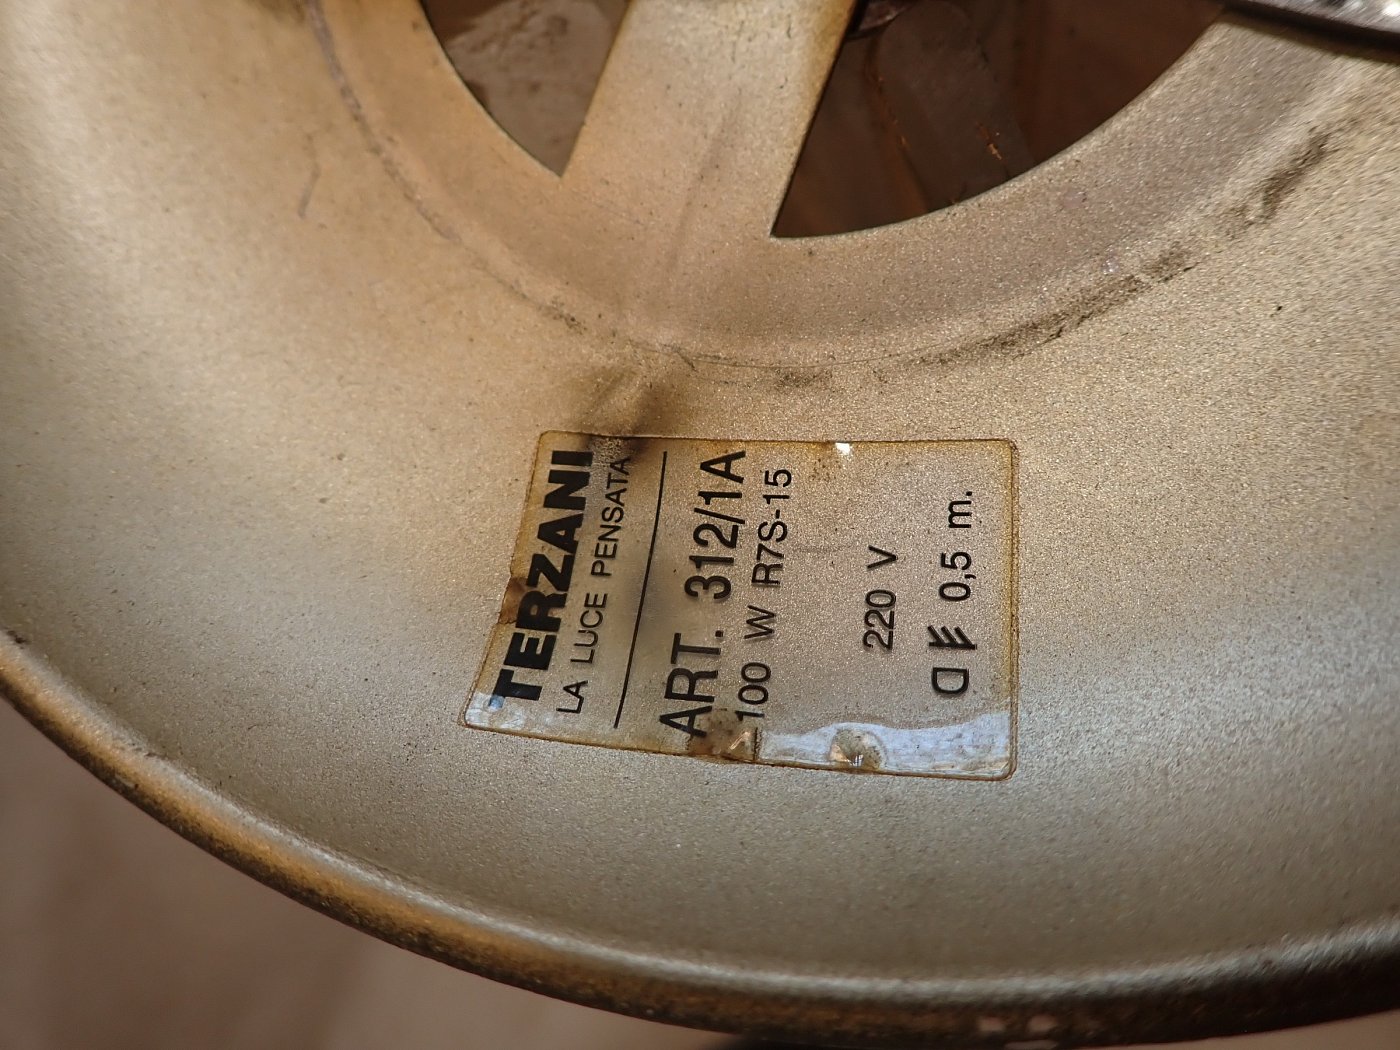 TERZANI
LA LUCE PENSATA
ART. 312/1A
100 W R7S-15
220 V
0,5 m.